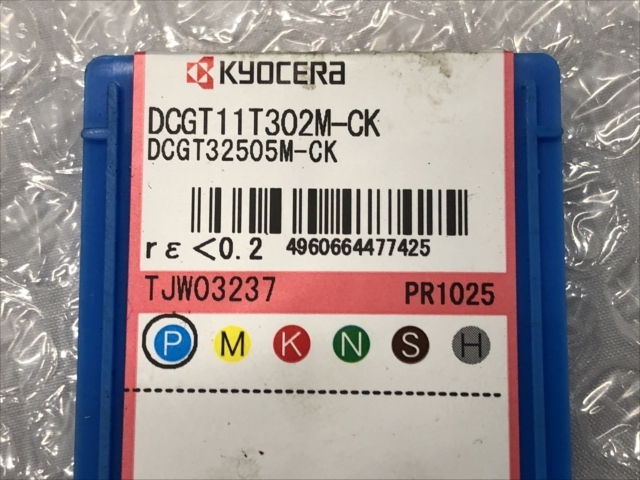 KYOCERA
DCGT11T302M-CK
DCGT32505M-CK
rε<0.2 4960664477425
TJW03237 PR1025
P M K N S H